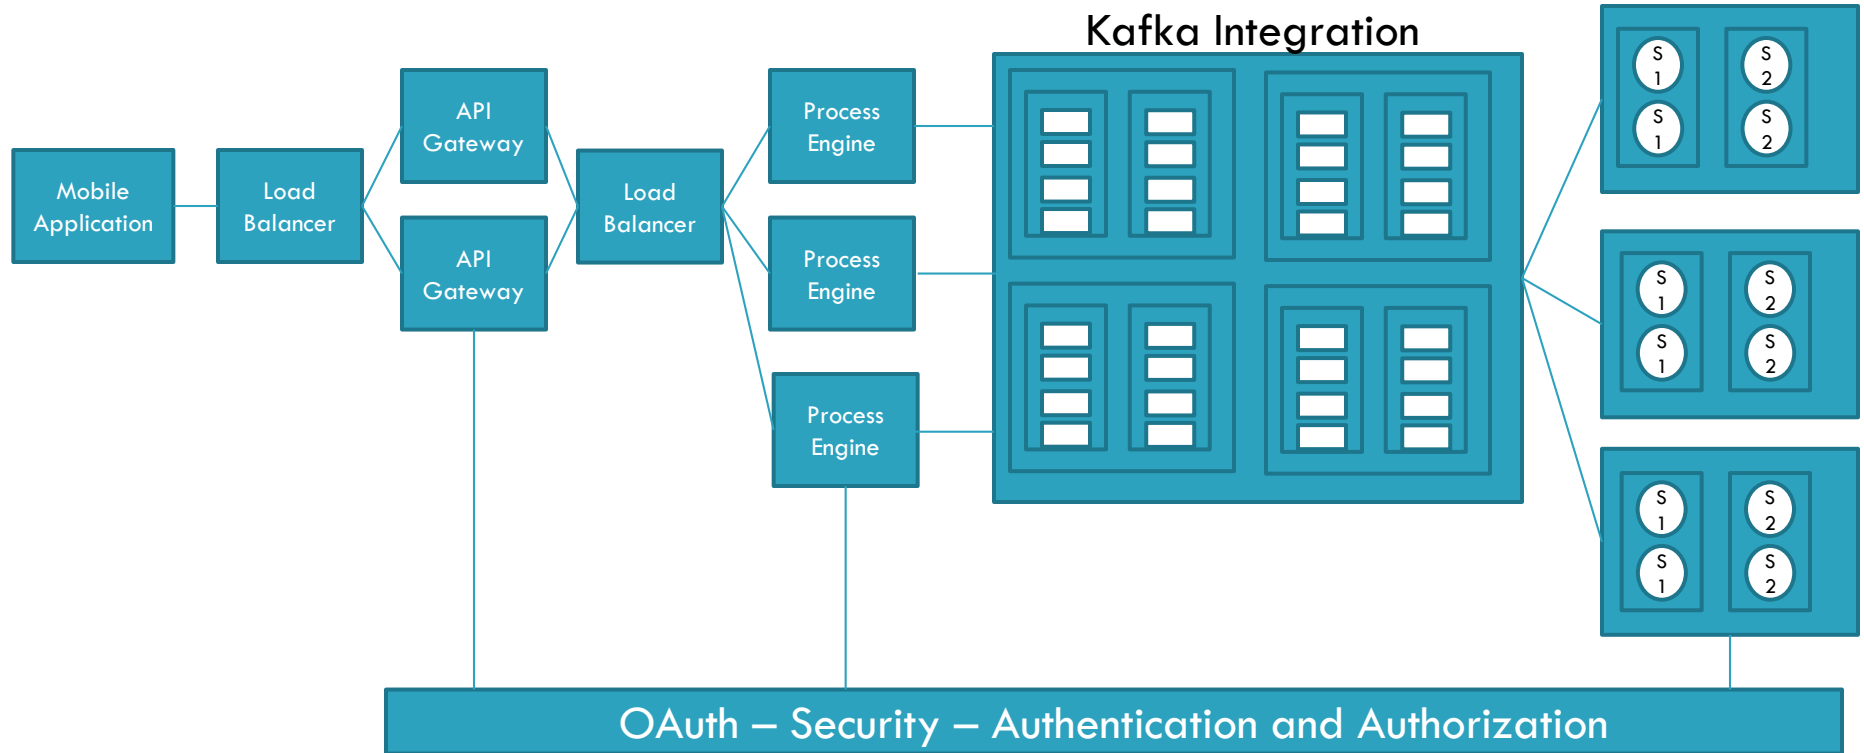 Kafka Integration
Mobile
Application
Load
Balancer
API
Gateway
API
Gateway
Load
Balancer
Process
Engine
Process
Engine
Process
Engine
S
1
S
1
S
2
S
2
S
1
S
1
S
2
S
2
S
1
S
1
S
2
S
2
OAuth – Security – Authentication and Authorization